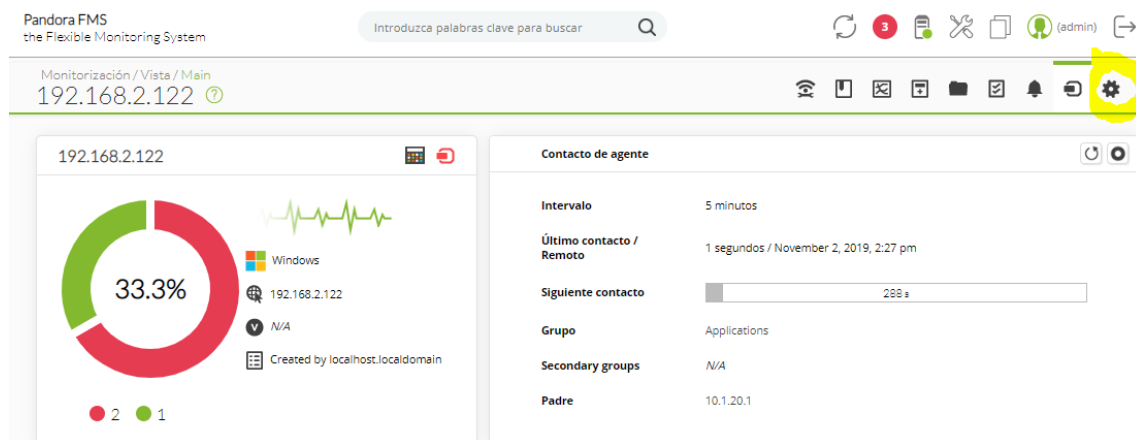 Pandora FMS
the Flexible Monitoring System
Introduzca palabras clave para buscar
3
(admin)
Monitorización / Vista / Main
192.168.2.122 ?
192.168.2.122
33.3%
Windows
192.168.2.122
V N/A
Created by localhost.localdomain
2 1
Contacto de agente
Intervalo 5 minutos
Último contacto /
Remoto 1 segundos / November 2, 2019, 2:27 pm
Siguiente contacto 288 s
Grupo Applications
Secondary groups N/A
Padre 10.1.20.1